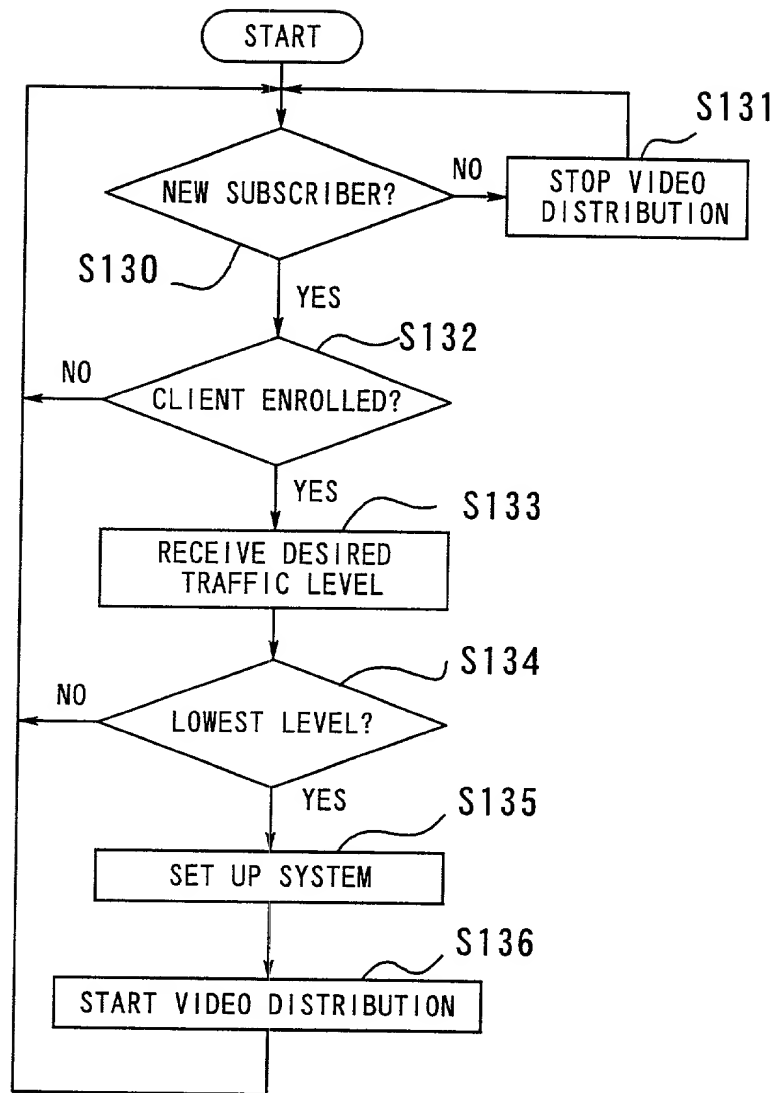 START
S131
NEW SUBSCRIBER?
NO
STOP VIDEO
DISTRIBUTION
S130
YES
S132
NO
CLIENT ENROLLED?
YES
S133
RECEIVE DESIRED
TRAFFIC LEVEL
S134
NO
LOWEST LEVEL?
YES
S135
SET UP SYSTEM
S136
START VIDEO DISTRIBUTION